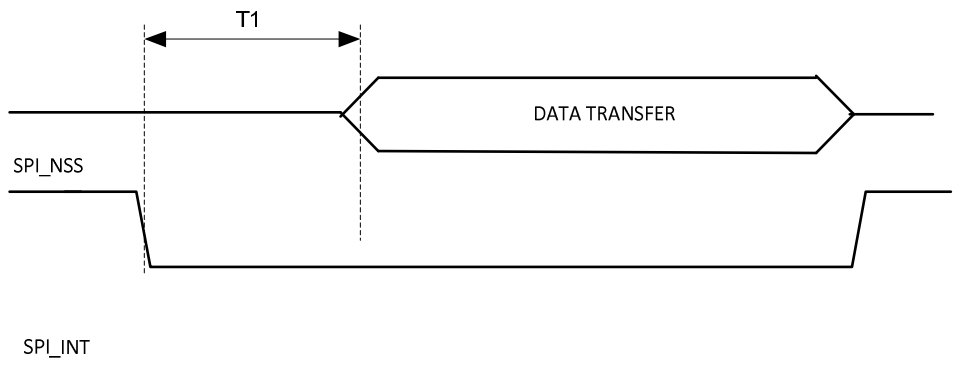 T1
DATA TRANSFER
SPI_NSS
SPI_INT